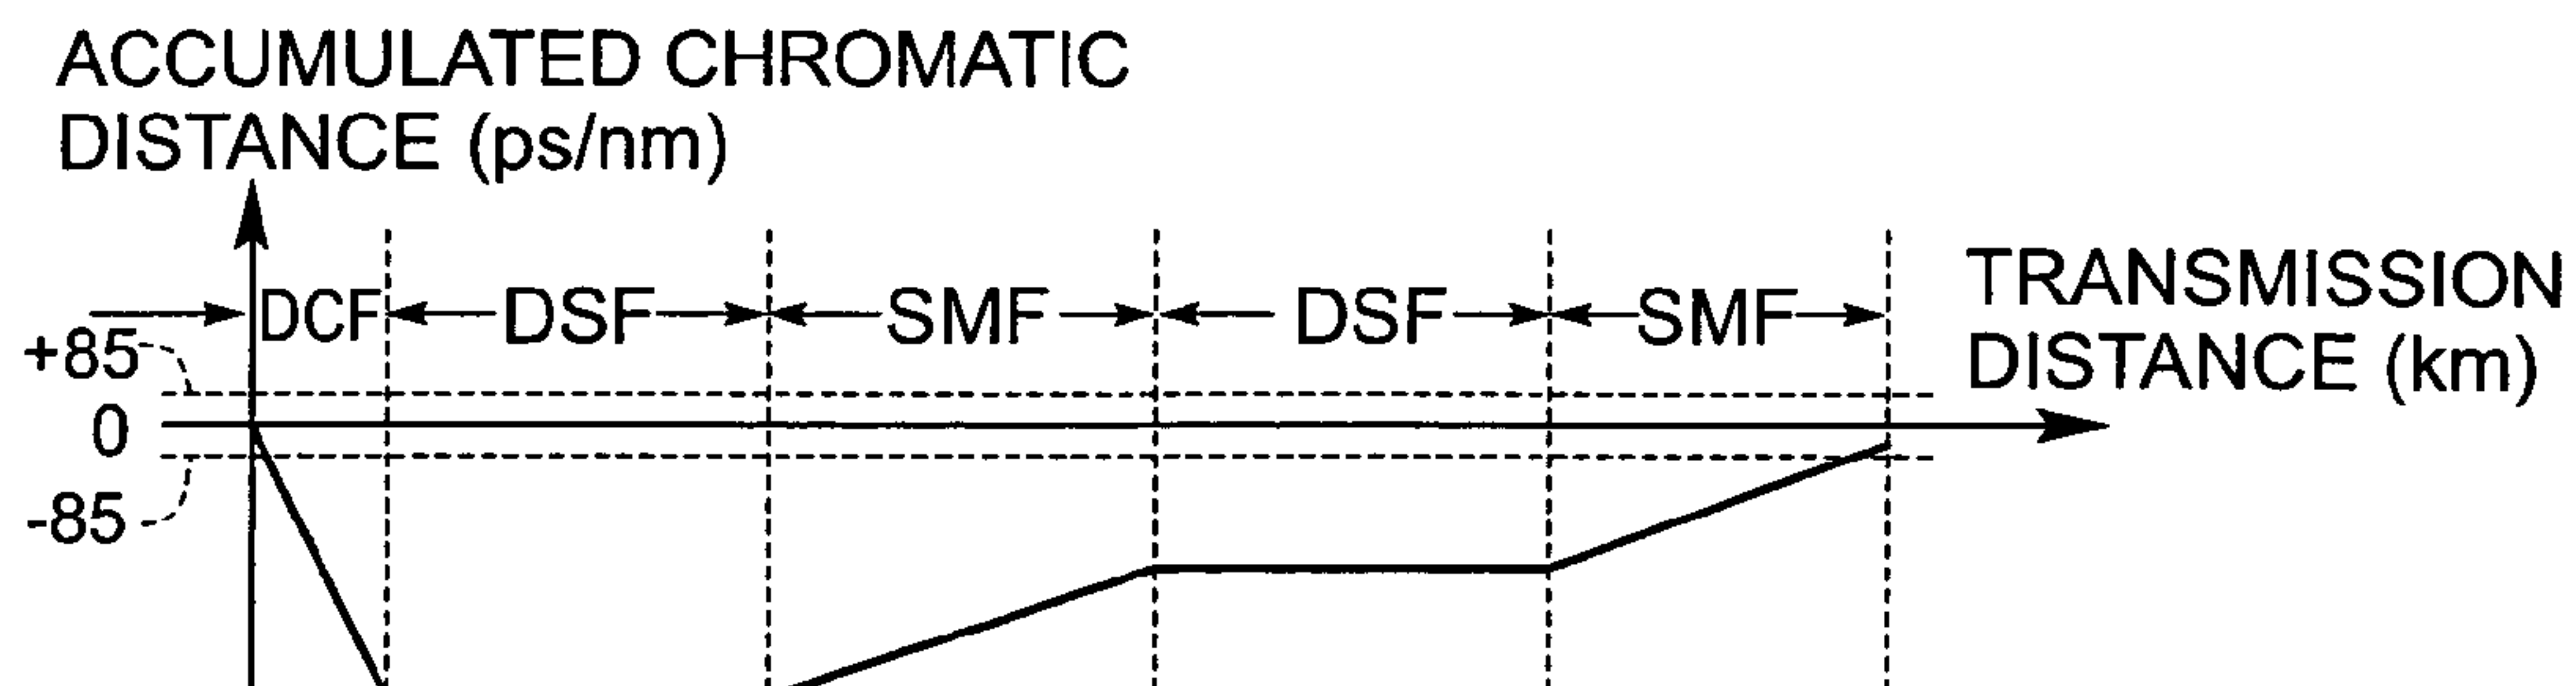 ACCUMULATED CHROMATIC
DISTANCE (ps/nm)
DCF DSF SMF DSF SMF
TRANSMISSION
DISTANCE (km)
+85
0
-85